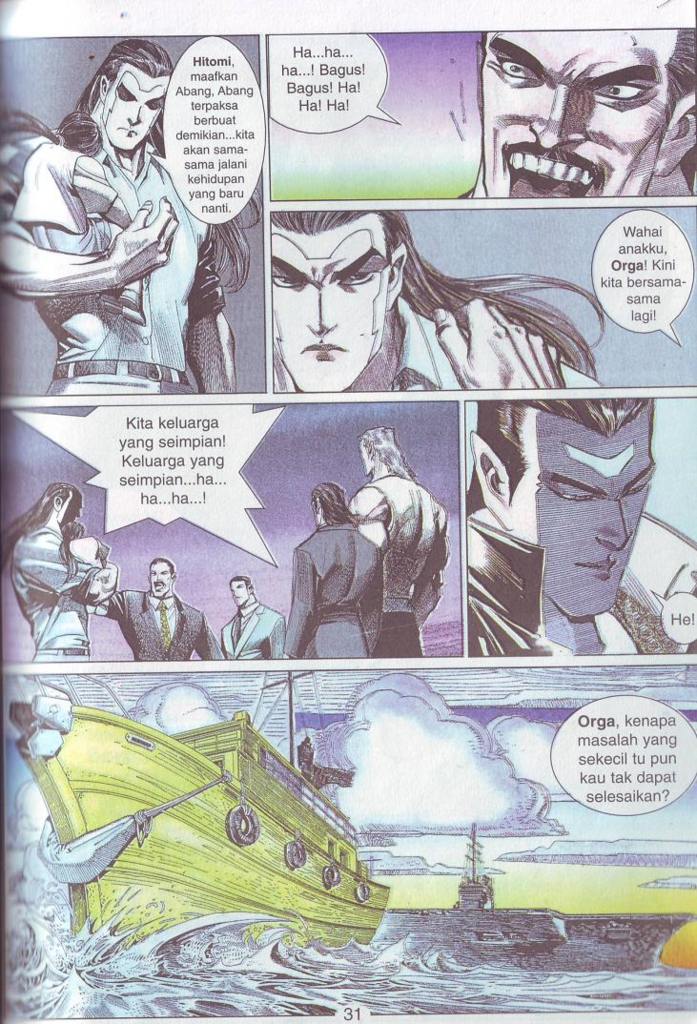 Hitomi,
maafkan
Abang, Abang
terpaksa
berbuat
demikian...kita
akan sama-
sama jalani
kehidupan
yang baru
nanti.
Ha...ha...
ha...! Bagus!
Bagus! Ha!
Ha! Ha!
Wahai
anakku,
Orga! Kini
kita bersama-
sama
lagi!
Kita keluarga
yang seimpian!
Keluarga yang
seimpian...ha...
ha...ha...!
He!
Orga, kenapa
masalah yang
sekecil tu pun
kau tak dapat
selesaikan?
31